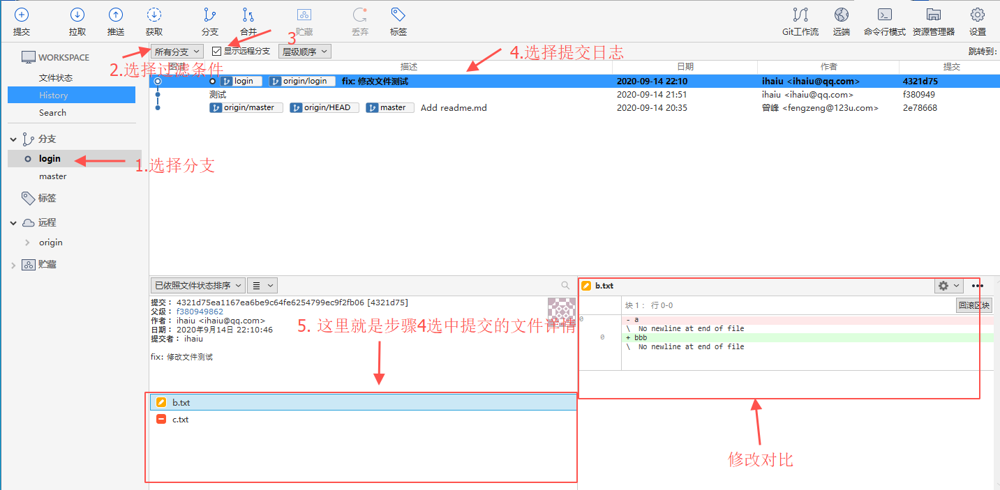 提交 拉取 推送 获取 分支 合并 贮藏 丢弃 标签 Git工作流 远端 命令行模式 资源管理器 设置
3
WORKSPACE
所有分支 显示远程分支 层级顺序 跳转到:
2.选择过滤条件
4.选择提交日志
描述 日期 作者 提交
文件状态
login origin/login fix: 修改文件测试 2020-09-14 22:10 ihaiu <ihaiu@qq.com> 4321d75
History
测试 2020-09-14 21:51 ihaiu <ihaiu@qq.com> f380949
Search
origin/master origin/HEAD master Add readme.md 2020-09-14 20:35 曾峰 <fengzeng@123u.com> 2e78668
分支
login
1.选择分支
master
标签
远程
origin
贮藏
已依照文件状态排序
提交: 4321d75ea1167ea6be9c64fe6254799ec9f2fb06 [4321d75]
父级: f380949862
作者: ihaiu <ihaiu@qq.com>
日期: 2020年9月14日 22:10:46
提交者: ihaiu
fix: 修改文件测试
5. 这里就是步骤4选中提交的文件详情
b.txt
c.txt
b.txt
块 1: 行 0-0 回滚区块
0 - a
\ No newline at end of file
0 + bbb
\ No newline at end of file
修改对比